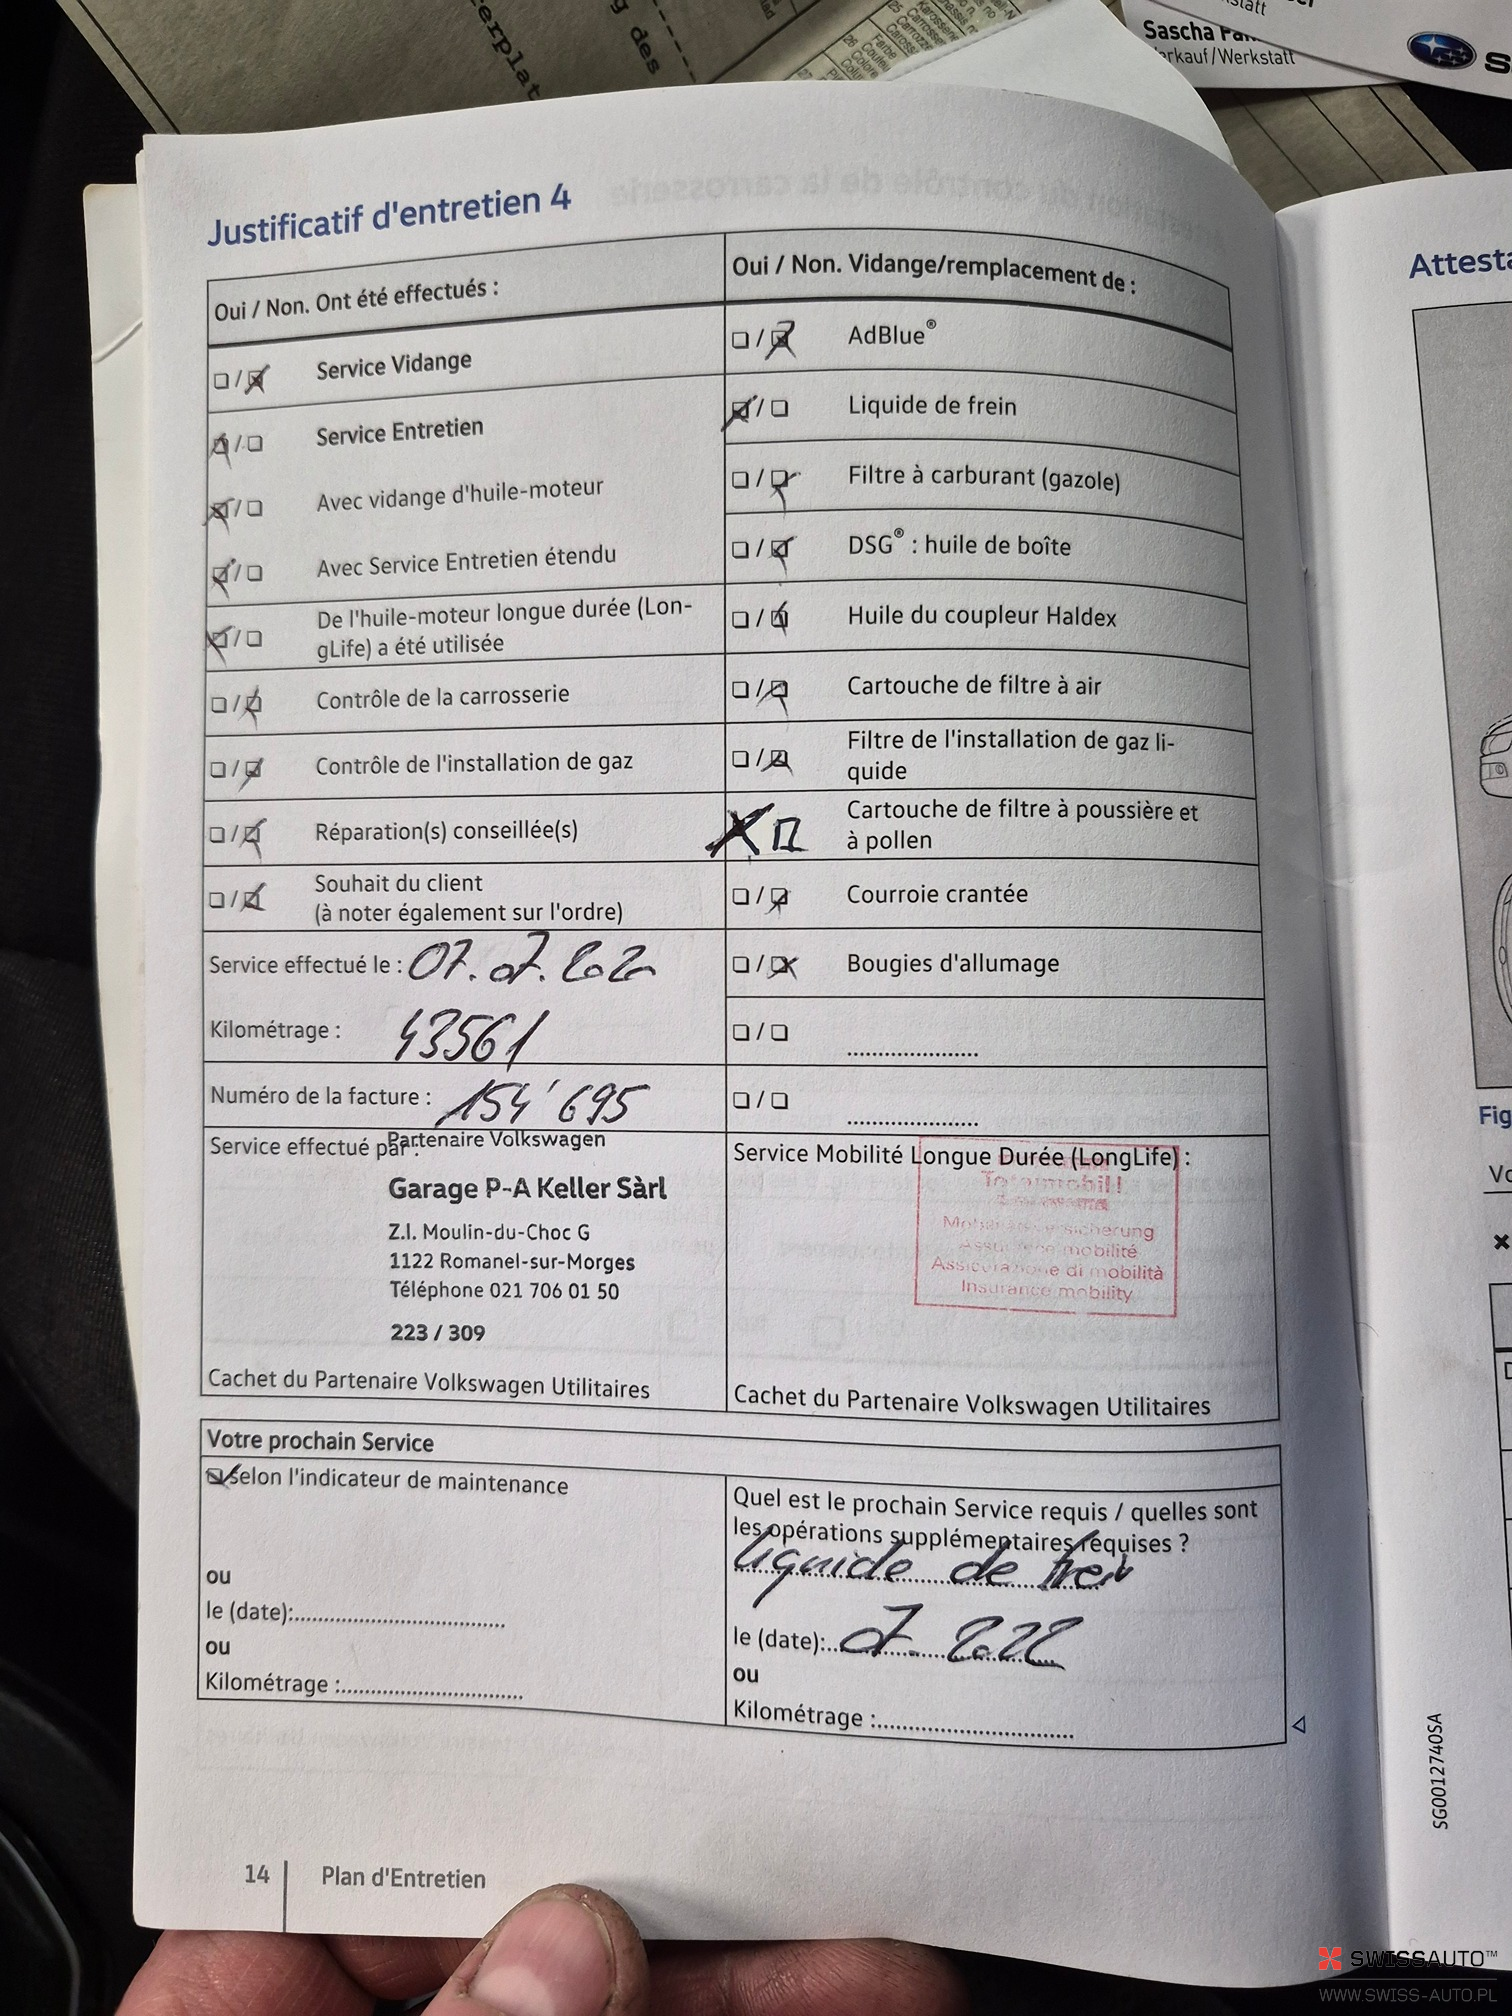 des
Sascha
erkauf/Werkstatt
Justificatif d'entretien 4
Oui / Non. Ont été effectués :
☐ / ☒ Service Vidange
☒ / ☐ Service Entretien
☒ / ☐ Avec vidange d'huile-moteur
☒ / ☐ Avec Service Entretien étendu
☒ / ☐ De l'huile-moteur longue durée (Lon-
gLife) a été utilisée
☐ / ☒ Contrôle de la carrosserie
☐ / ☒ Contrôle de l'installation de gaz
☐ / ☒ Réparation(s) conseillée(s)
☐ / ☒ Souhait du client
(à noter également sur l'ordre)
Service effectué le : 07. 07. 2020
Kilométrage : 43561
Numéro de la facture : 154'695
Service effectué par :
Partenaire Volkswagen
Garage P-A Keller Sàrl
Z.I. Moulin-du-Choc G
1122 Romanel-sur-Morges
Téléphone 021 706 01 50
223 / 309
Cachet du Partenaire Volkswagen Utilitaires
Oui / Non. Vidange/remplacement de :
☐ / ☒ AdBlue®
☒ / ☐ Liquide de frein
☐ / ☒ Filtre à carburant (gazole)
☐ / ☒ DSG® : huile de boîte
☐ / ☒ Huile du coupleur Haldex
☐ / ☒ Cartouche de filtre à air
☐ / ☒ Filtre de l'installation de gaz li-
quide
☒ ☐ Cartouche de filtre à poussière et
à pollen
☐ / ☒ Courroie crantée
☐ / ☒ Bougies d'allumage
☐ / ☐ ......................
☐ / ☐ ......................
Service Mobilité Longue Durée (LongLife) :
Totalmobil!
Assurance mobilité
Assicurazione di mobilità
Insurance mobility
Cachet du Partenaire Volkswagen Utilitaires
Votre prochain Service
☒ selon l'indicateur de maintenance
ou
le (date):..............................
ou
Kilométrage :..........................
Quel est le prochain Service requis / quelles sont
les opérations supplémentaires requises ?
liquide de frein
le (date):.. 07. 2022
ou
Kilométrage :............................
14 Plan d'Entretien
Attesta
Fig
SG0012740SA
SWISSAUTO™
WWW.SWISS-AUTO.PL